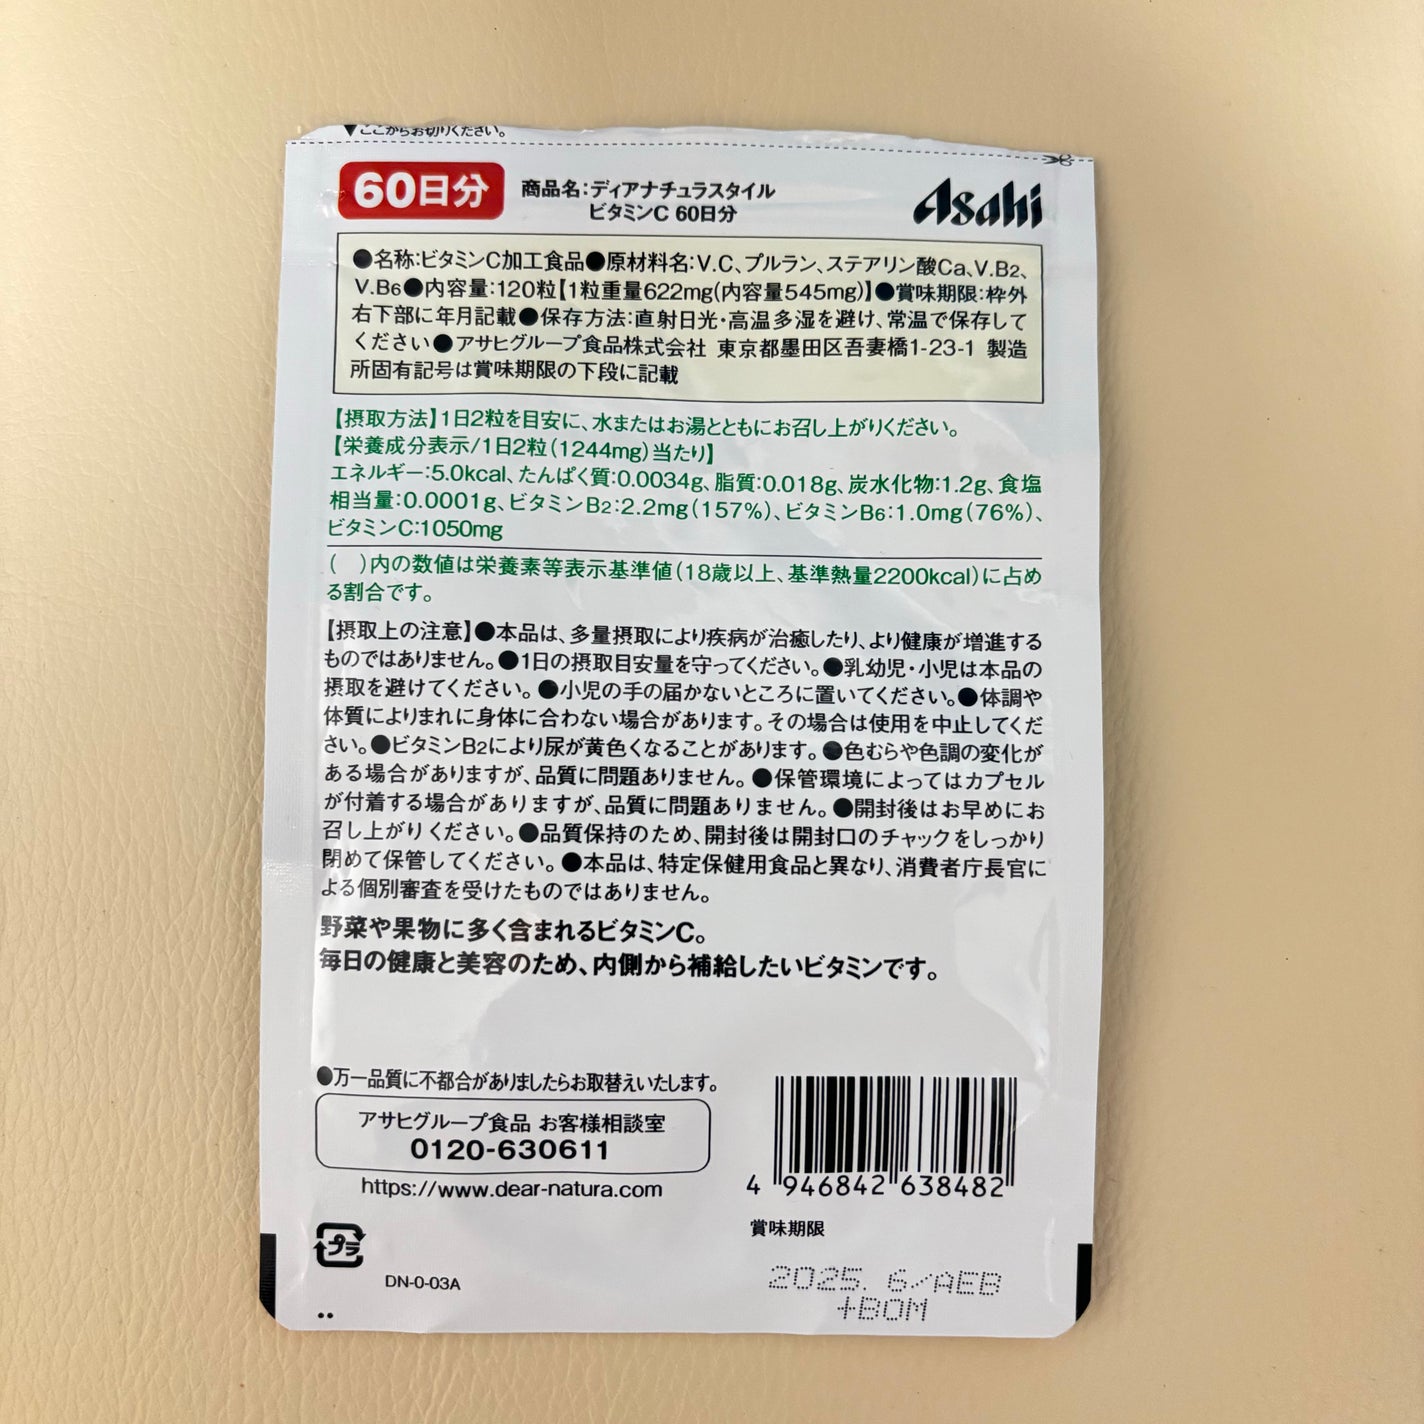 ▼ここからお切りください。
60日分
商品名:ディアナチュラスタイル
ビタミンC 60日分
Asahi
●名称:ビタミンC加工食品●原材料名:V.C、プルラン、ステアリン酸Ca、V.B2、
V.B6●内容量:120粒【1粒重量622mg(内容量545mg)】●賞味期限:枠外
右下部に年月記載●保存方法:直射日光・高温多湿を避け、常温で保存して
ください●アサヒグループ食品株式会社 東京都墨田区吾妻橋1-23-1 製造
所固有記号は賞味期限の下段に記載
【摂取方法】1日2粒を目安に、水またはお湯とともにお召し上がりください。
【栄養成分表示/1日2粒(1244mg)当たり】
エネルギー:5.0kcal、たんぱく質:0.0034g、脂質:0.018g、炭水化物:1.2g、食塩
相当量:0.0001g、ビタミンB2:2.2mg(157%)、ビタミンB6:1.0mg(76%)、
ビタミンC:1050mg
( )内の数値は栄養素等表示基準値(18歳以上、基準熱量2200kcal)に占め
る割合です。
【摂取上の注意】●本品は、多量摂取により疾病が治癒したり、より健康が増進する
ものではありません。●1日の摂取目安量を守ってください。●乳幼児・小児は本品の
摂取を避けてください。●小児の手の届かないところに置いてください。●体調や
体質によりまれに身体に合わない場合があります。その場合は使用を中止してくだ
さい。●ビタミンB2により尿が黄色くなることがあります。●色むらや色調の変化が
ある場合がありますが、品質に問題ありません。●保管環境によってはカプセル
が付着する場合がありますが、品質に問題ありません。●開封後はお早めにお
召し上がりください。●品質保持のため、開封後は開封口のチャックをしっかり
閉めて保管してください。●本品は、特定保健用食品と異なり、消費者庁長官に
よる個別審査を受けたものではありません。
野菜や果物に多く含まれるビタミンC。
毎日の健康と美容のため、内側から補給したいビタミンです。
●万一品質に不都合がありましたらお取替えいたします。
アサヒグループ食品 お客様相談室
0120-630611
https://www.dear-natura.com
4 946842 638482
賞味期限
プラ
DN-0-03A
2025. 6/AEB
+BOM